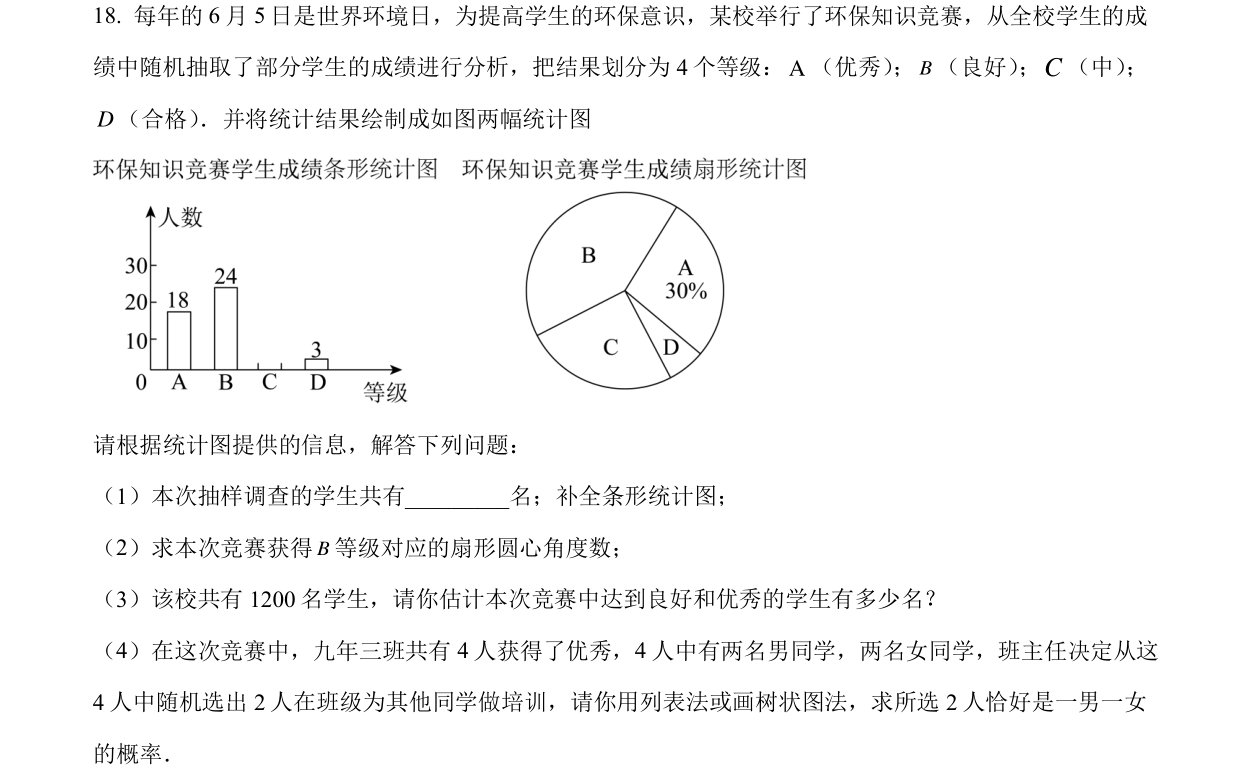 18. 每年的 6 月 5 日是世界环境日，为提高学生的环保意识，某校举行了环保知识竞赛，从全校学生的成
绩中随机抽取了部分学生的成绩进行分析，把结果划分为 4 个等级：A（优秀）；B（良好）；C（中）；
D（合格）．并将统计结果绘制成如图两幅统计图
环保知识竞赛学生成绩条形统计图 环保知识竞赛学生成绩扇形统计图
人数
30
20
10
18
24
3
0 A B C D
等级
B
A
30%
C
D
请根据统计图提供的信息，解答下列问题：
（1）本次抽样调查的学生共有_________名；补全条形统计图；
（2）求本次竞赛获得 B 等级对应的扇形圆心角度数；
（3）该校共有 1200 名学生，请你估计本次竞赛中达到良好和优秀的学生有多少名？
（4）在这次竞赛中，九年三班共有 4 人获得了优秀，4 人中有两名男同学，两名女同学，班主任决定从这
4 人中随机选出 2 人在班级为其他同学做培训，请你用列表法或画树状图法，求所选 2 人恰好是一男一女
的概率．